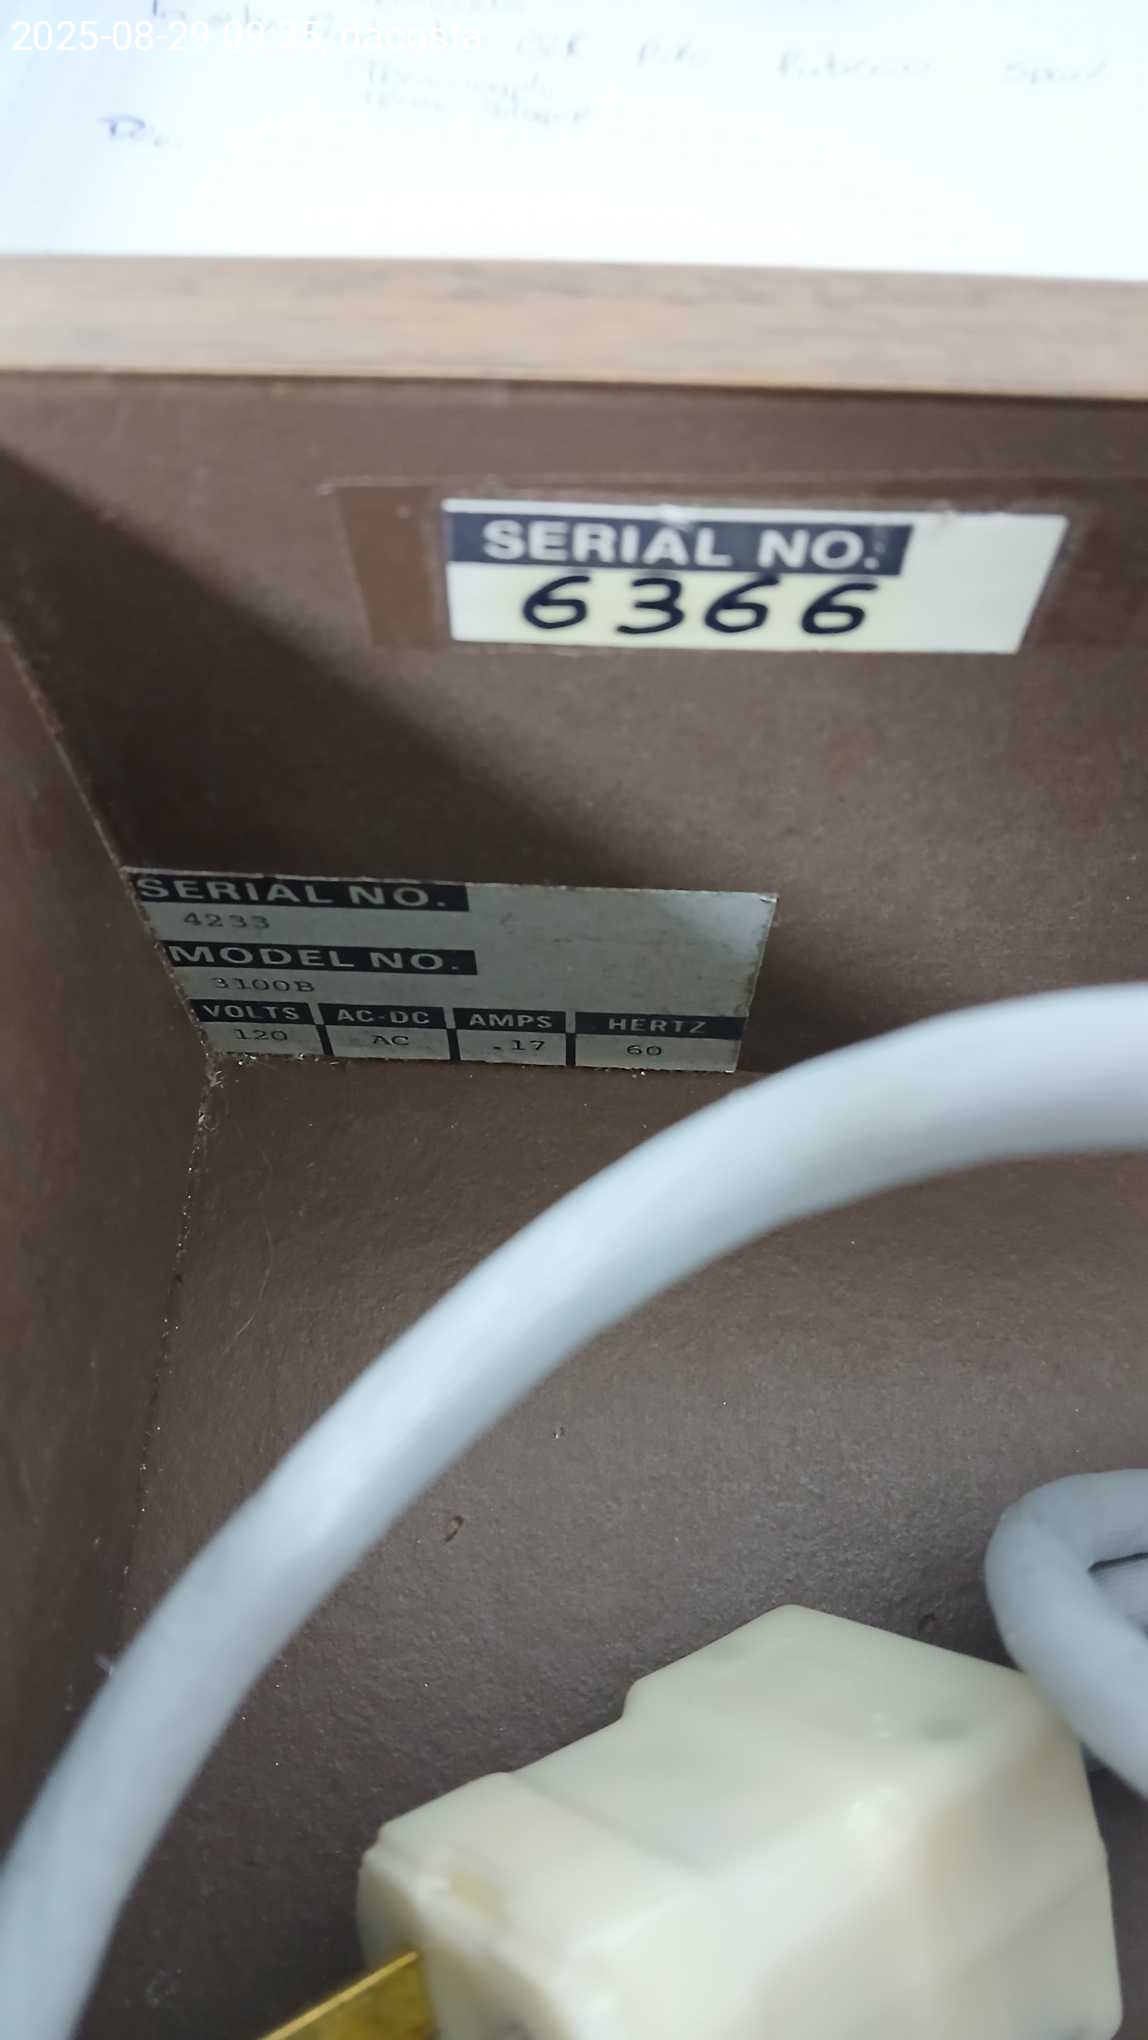 2025-08-29 09:35, dacosta
SERIAL NO.
6366
SERIAL NO.
4233
MODEL NO.
3100B
VOLTS AC-DC AMPS HERTZ
120 AC .17 60